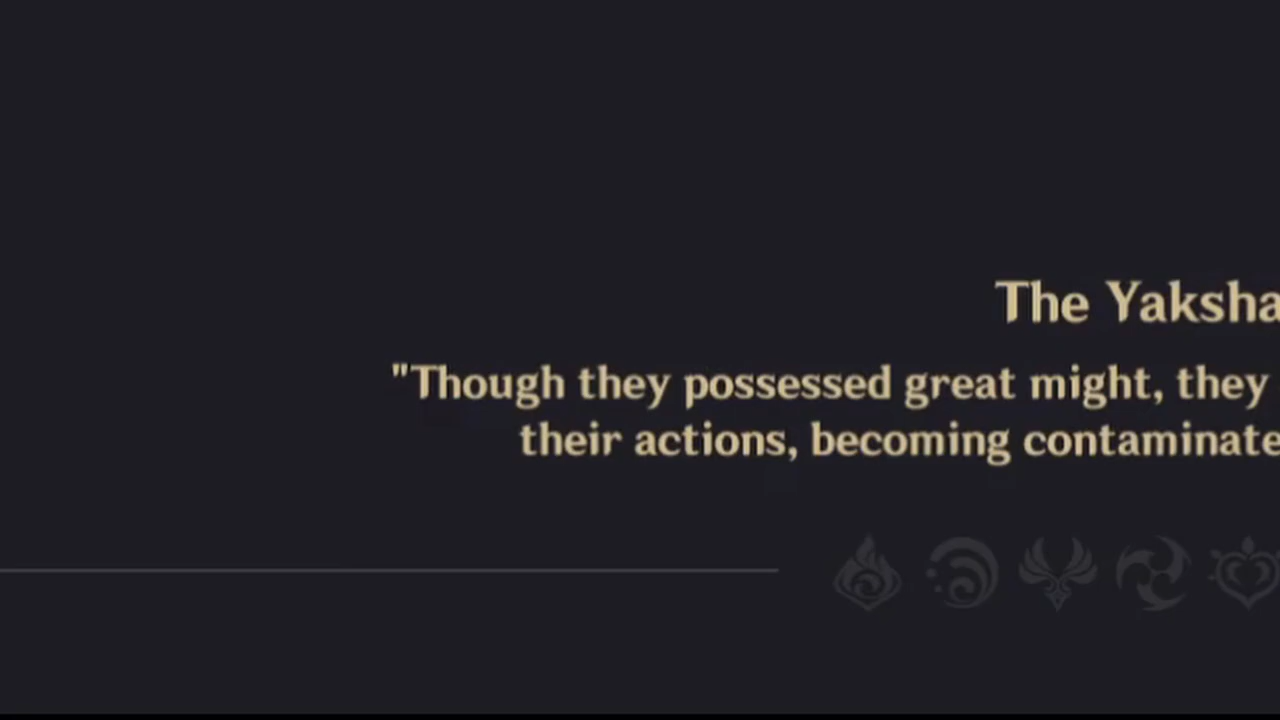 The Yaksha
"Though they possessed great might, they
their actions, becoming contaminate